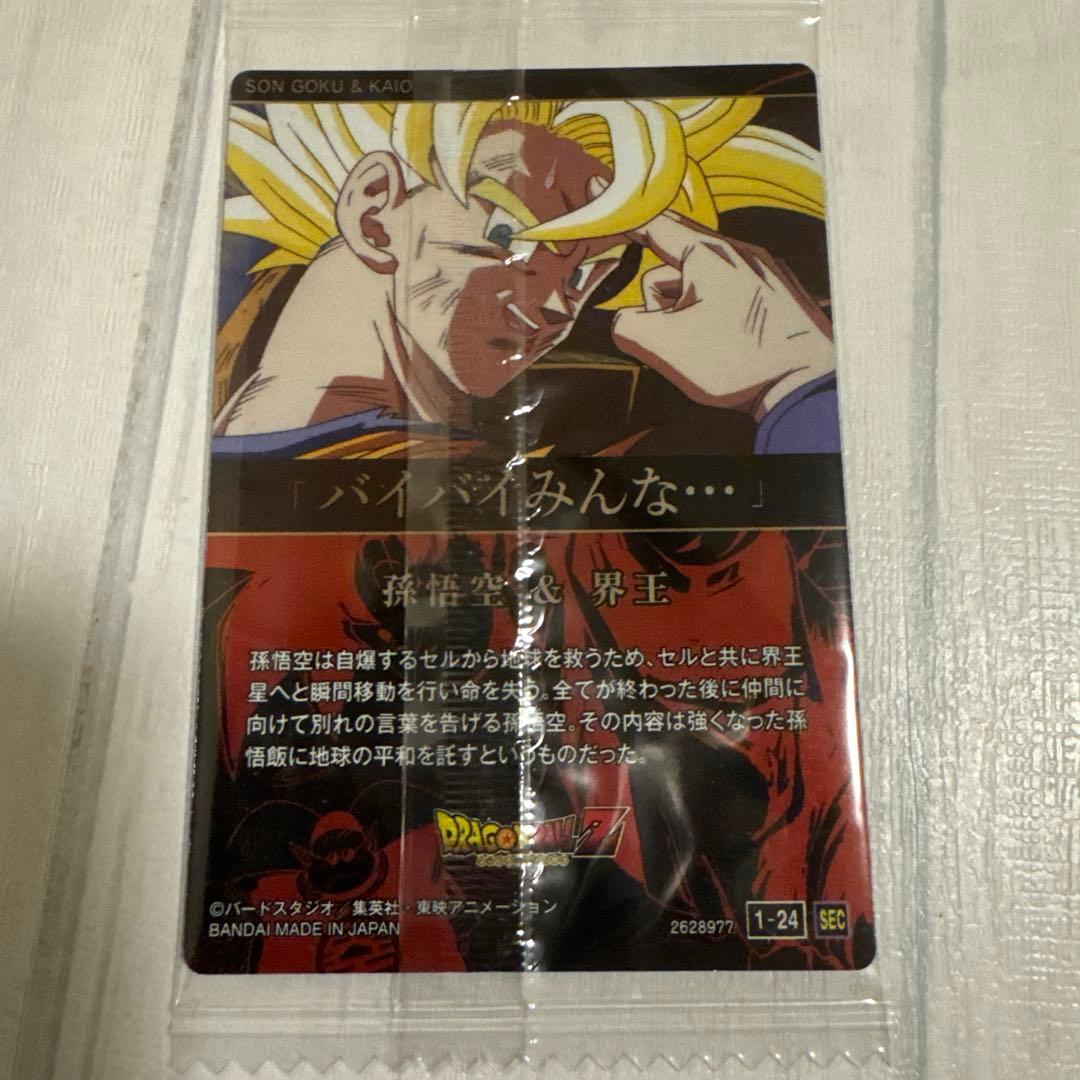 SON GOKU & KAIO
「バイバイみんな…」
孫悟空 & 界王
孫悟空は自爆するセルから地球を救うため、セルと共に界王
星へと瞬間移動を行い命を失う。全てが終わった後に仲間に
向けて別れの言葉を告げる孫悟空。その内容は強くなった孫
悟飯に地球の平和を託すというものだった。
DRAGONBALL Z
©バードスタジオ/集英社・東映アニメーション
BANDAI MADE IN JAPAN
2628977 1-24 SEC